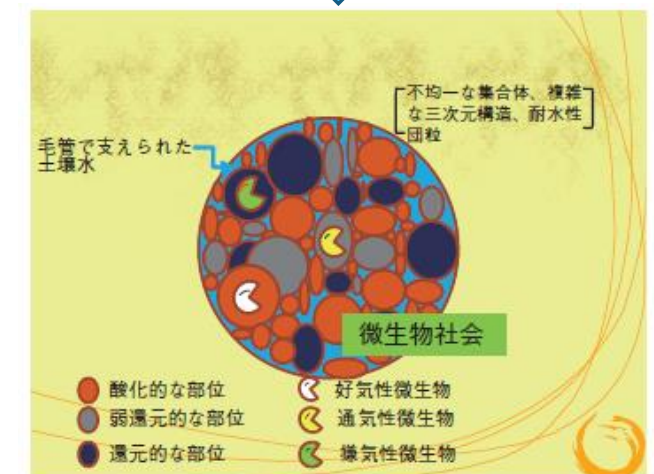 不均一な集合体、複雑
な三次元構造、耐水性
団粒
毛管で支えられた
土壌水
微生物社会
酸化的な部位
好気性微生物
弱還元的な部位
通気性微生物
還元的な部位
嫌気性微生物